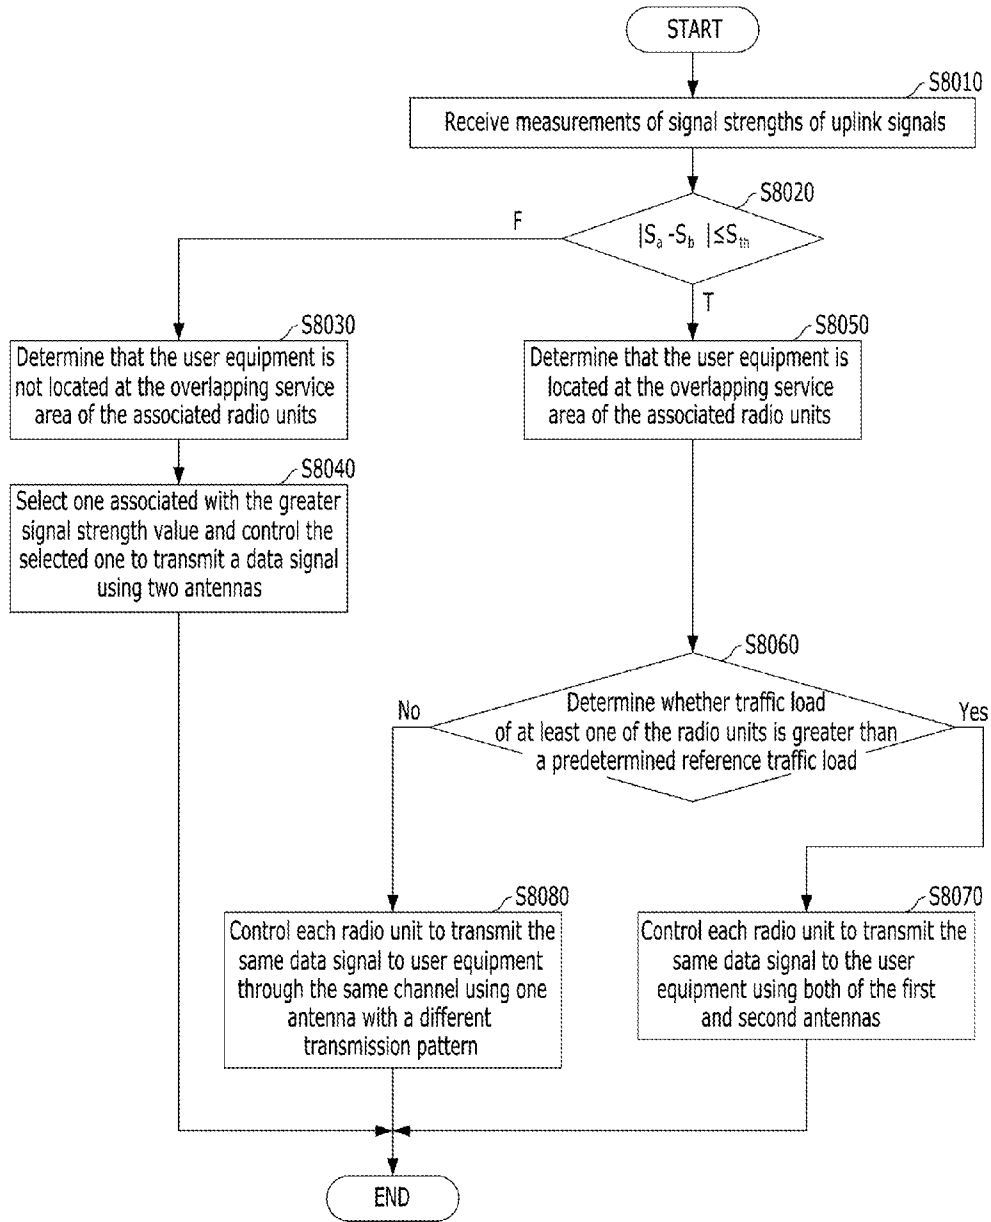 START
S8010
Receive measurements of signal strengths of uplink signals
S8020
F
|Sa -Sb |≤Sth
T
S8030
Determine that the user equipment is
not located at the overlapping service
area of the associated radio units
S8050
Determine that the user equipment is
located at the overlapping service
area of the associated radio units
S8040
Select one associated with the greater
signal strength value and control the
selected one to transmit a data signal
using two antennas
S8060
No
Determine whether traffic load
of at least one of the radio units is greater than
a predetermined reference traffic load
Yes
S8080
Control each radio unit to transmit the
same data signal to user equipment
through the same channel using one
antenna with a different
transmission pattern
S8070
Control each radio unit to transmit the
same data signal to the user
equipment using both of the first
and second antennas
END